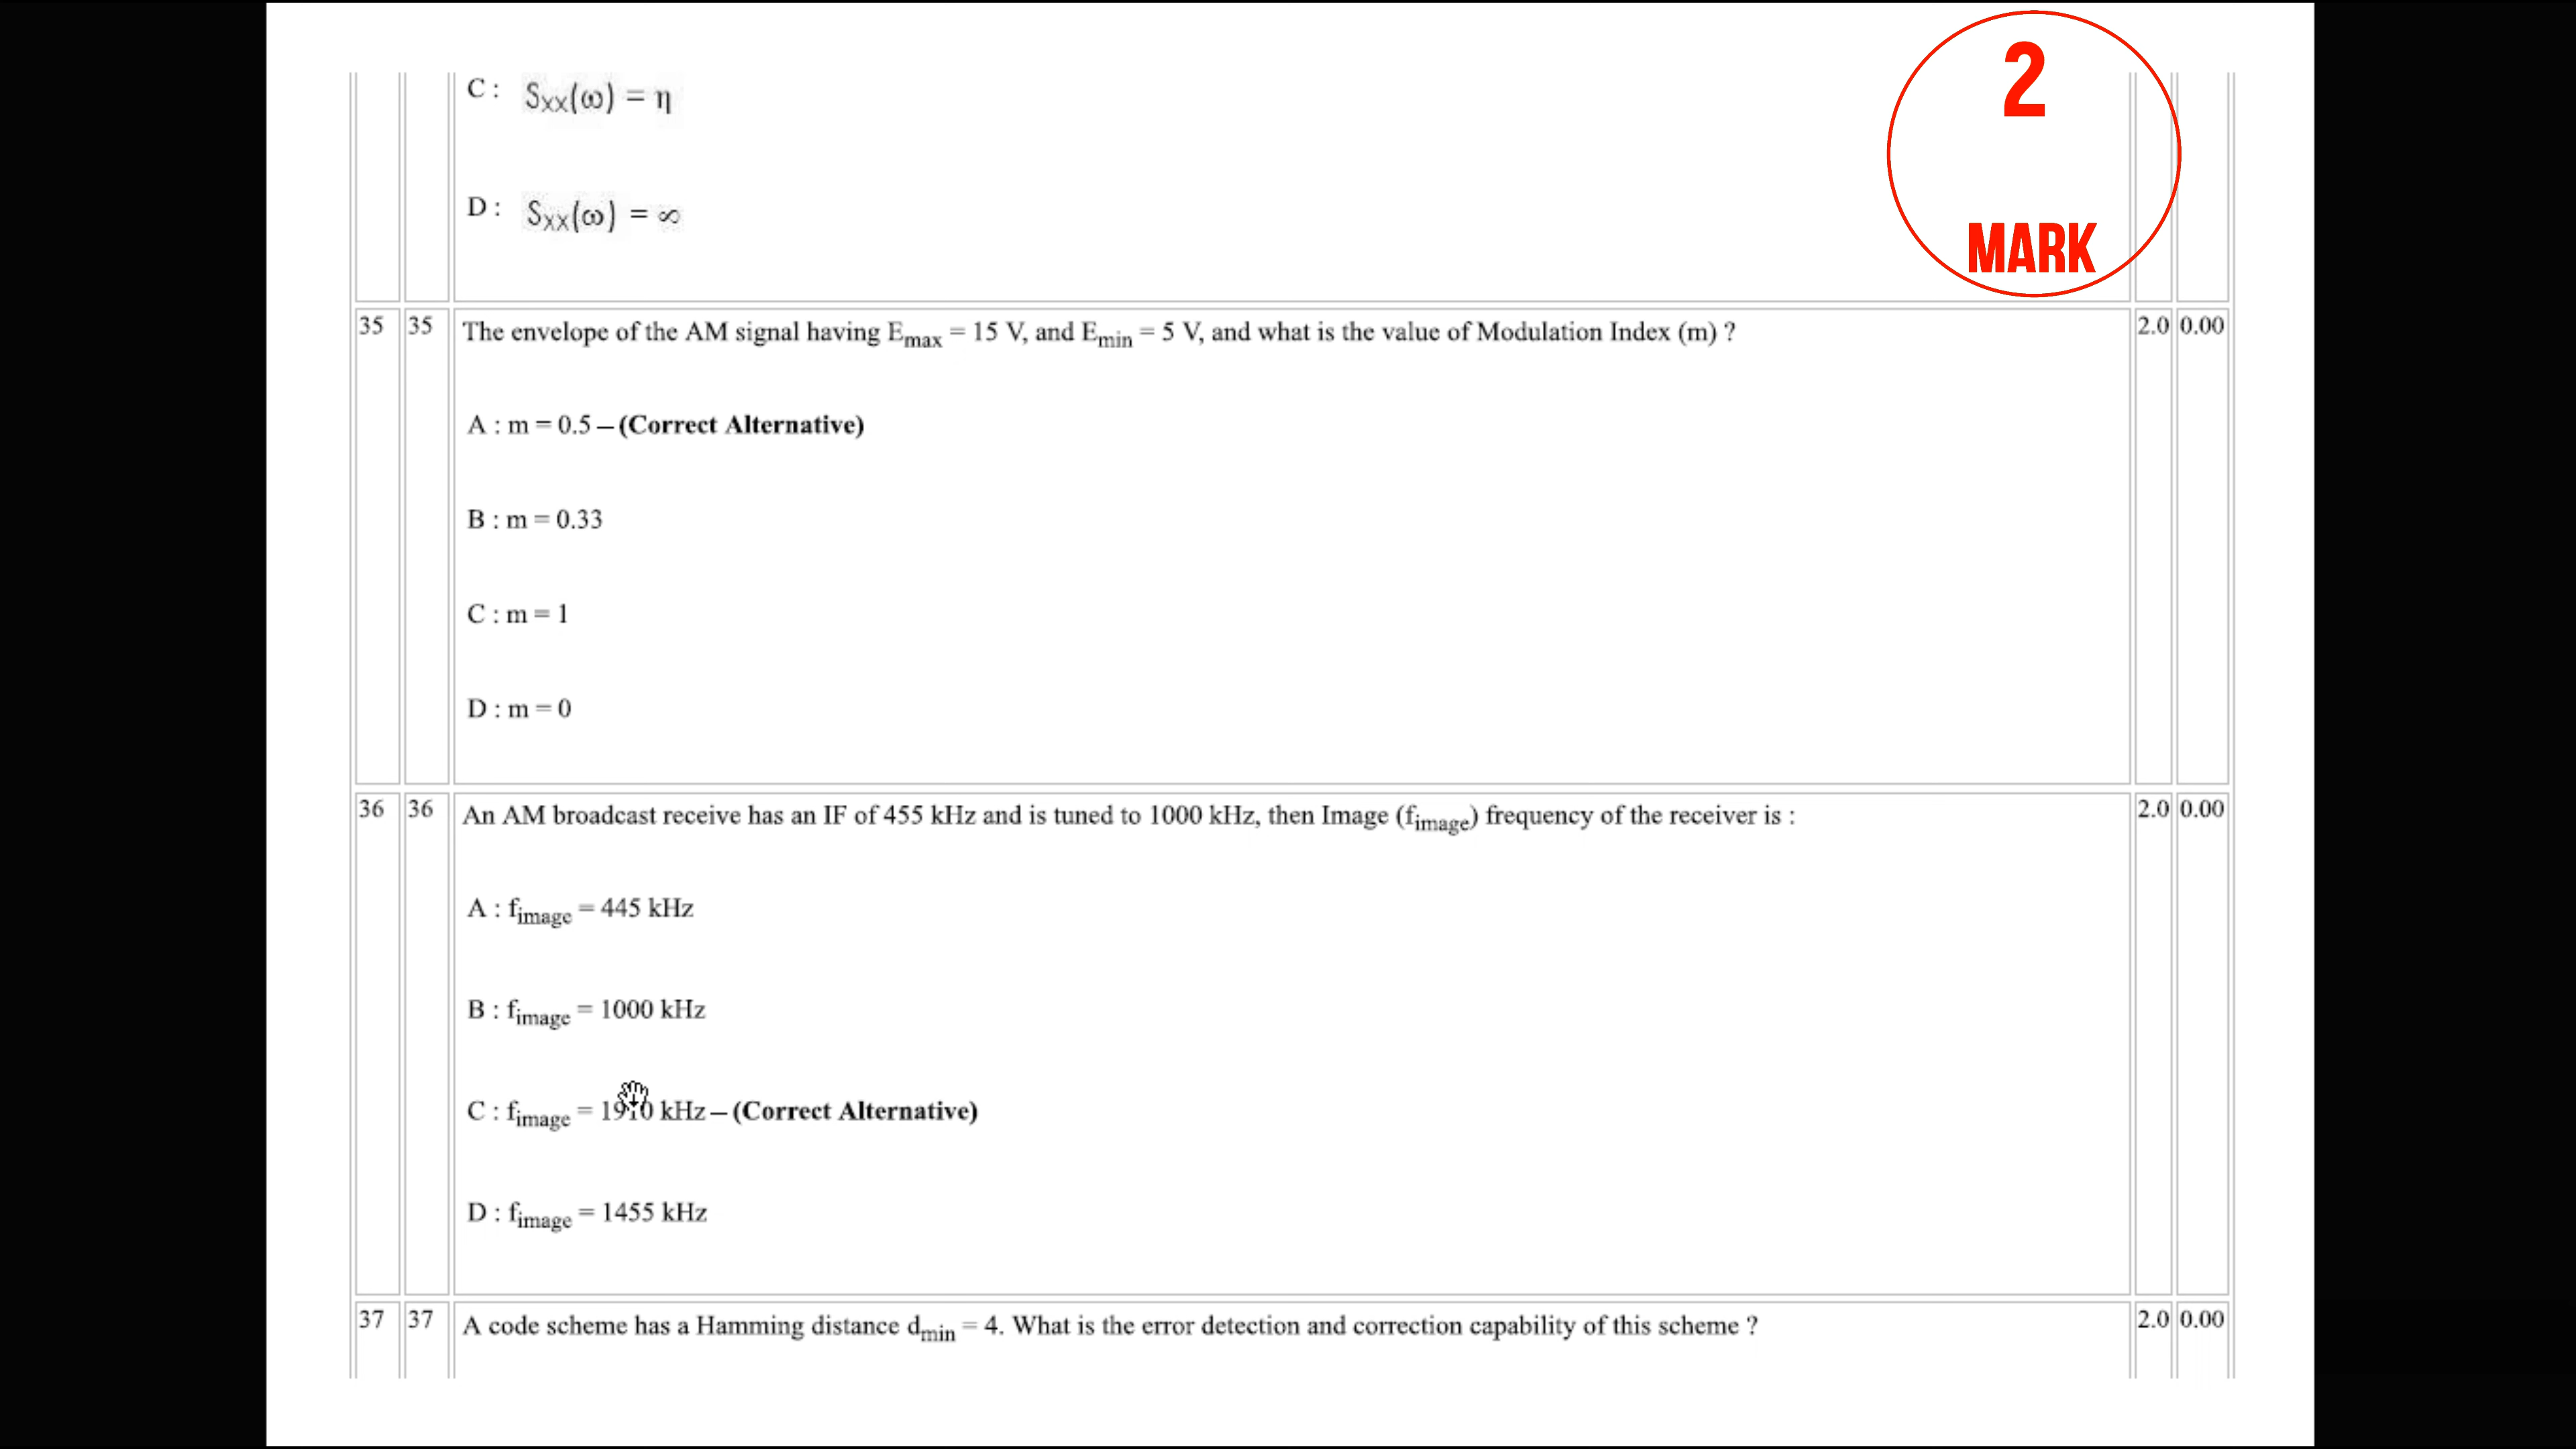 2
MARK
C : Sxx(ω) = η
D : Sxx(ω) = ∞
35 35 The envelope of the AM signal having Emax = 15 V, and Emin = 5 V, and what is the value of Modulation Index (m) ? 2.0 0.00
A : m = 0.5 – (Correct Alternative)
B : m = 0.33
C : m = 1
D : m = 0
36 36 An AM broadcast receive has an IF of 455 kHz and is tuned to 1000 kHz, then Image (fimage) frequency of the receiver is : 2.0 0.00
A : fimage = 445 kHz
B : fimage = 1000 kHz
C : fimage = 1910 kHz – (Correct Alternative)
D : fimage = 1455 kHz
37 37 A code scheme has a Hamming distance dmin = 4. What is the error detection and correction capability of this scheme ? 2.0 0.00